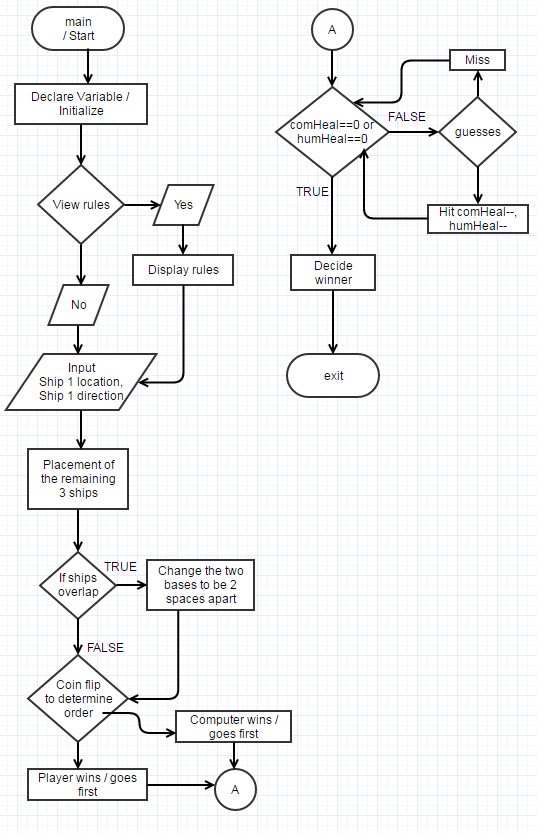 main
/ Start
Declare Variable /
Initialize
View rules
Yes
Display rules
No
Input
Ship 1 location,
Ship 1 direction
Placement of
the remaining
3 ships
If ships
overlap
TRUE
Change the two
bases to be 2
spaces apart
FALSE
Coin flip
to determine
order
Computer wins /
goes first
Player wins / goes
first
A
A
comHeal==0 or
humHeal==0
FALSE
guesses
Miss
Hit comHeal--,
humHeal--
TRUE
Decide
winner
exit